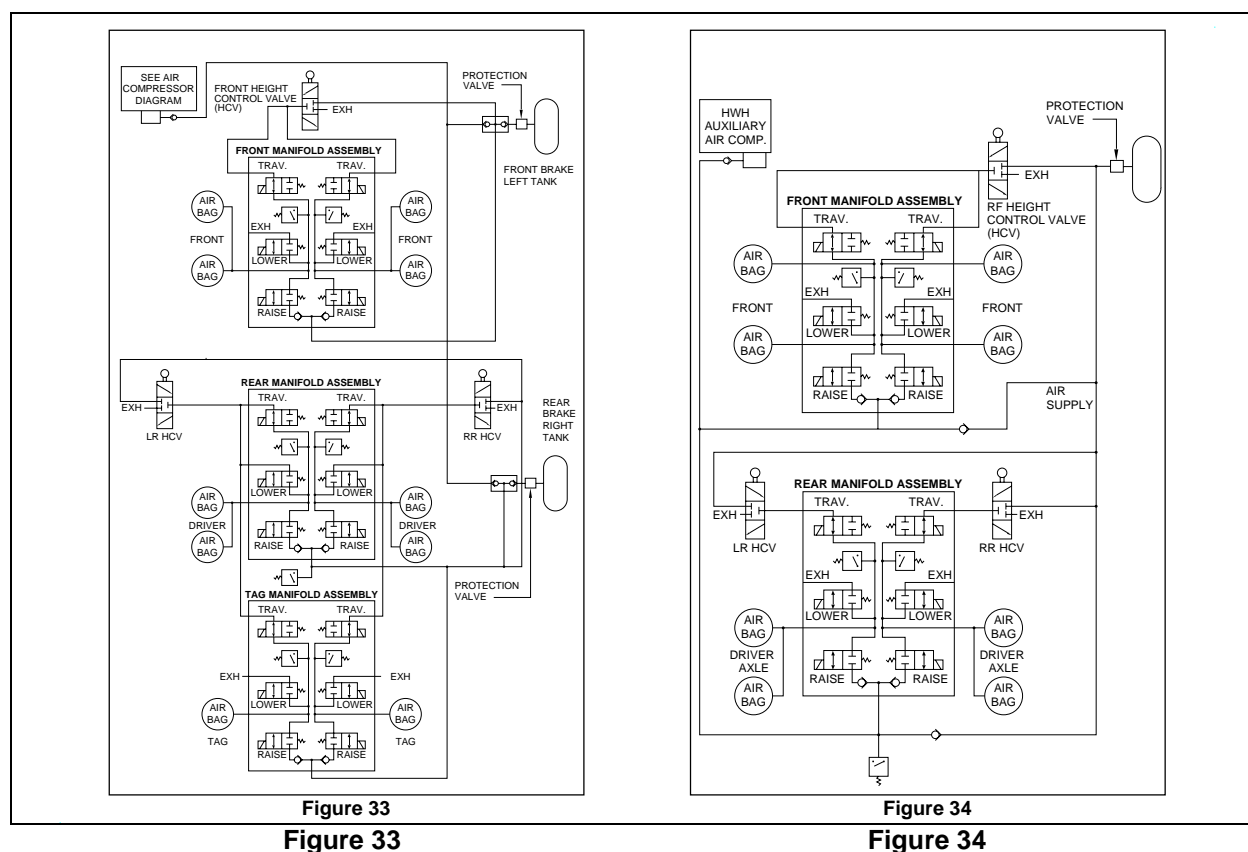 SEE AIR
COMPRESSOR
DIAGRAM
FRONT HEIGHT
CONTROL VALVE
(HCV)
EXH
PROTECTION
VALVE
FRONT BRAKE
LEFT TANK
FRONT MANIFOLD ASSEMBLY
TRAV.
TRAV.
AIR
BAG
AIR
BAG
EXH
EXH
FRONT
FRONT
LOWER
LOWER
AIR
BAG
AIR
BAG
RAISE
RAISE
REAR MANIFOLD ASSEMBLY
TRAV.
TRAV.
EXH
EXH
LR HCV
RR HCV
REAR
BRAKE
RIGHT
TANK
LOWER
LOWER
AIR
BAG
AIR
BAG
DRIVER
DRIVER
AIR
BAG
AIR
BAG
RAISE
RAISE
PROTECTION
VALVE
TAG MANIFOLD ASSEMBLY
TRAV.
TRAV.
EXH
EXH
LOWER
LOWER
AIR
BAG
AIR
BAG
TAG
TAG
RAISE
RAISE
Figure 33
Figure 33
HWH
AUXILIARY
AIR COMP.
PROTECTION
VALVE
EXH
RF HEIGHT
CONTROL VALVE
(HCV)
FRONT MANIFOLD ASSEMBLY
TRAV.
TRAV.
AIR
BAG
AIR
BAG
EXH
EXH
FRONT
FRONT
LOWER
LOWER
AIR
BAG
AIR
BAG
RAISE
RAISE
AIR
SUPPLY
REAR MANIFOLD ASSEMBLY
TRAV.
TRAV.
EXH
EXH
LR HCV
RR HCV
EXH
EXH
LOWER
LOWER
AIR
BAG
AIR
BAG
DRIVER
AXLE
DRIVER
AXLE
RAISE
RAISE
AIR
BAG
AIR
BAG
Figure 34
Figure 34